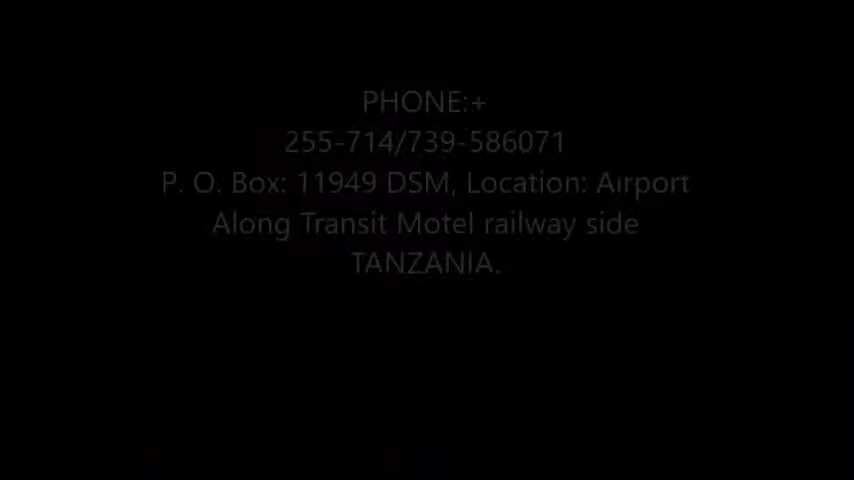 PHONE:+
255-714/739-586071
P. O. Box: 11949 DSM, Location: Airport
Along Transit Motel railway side
TANZANIA.